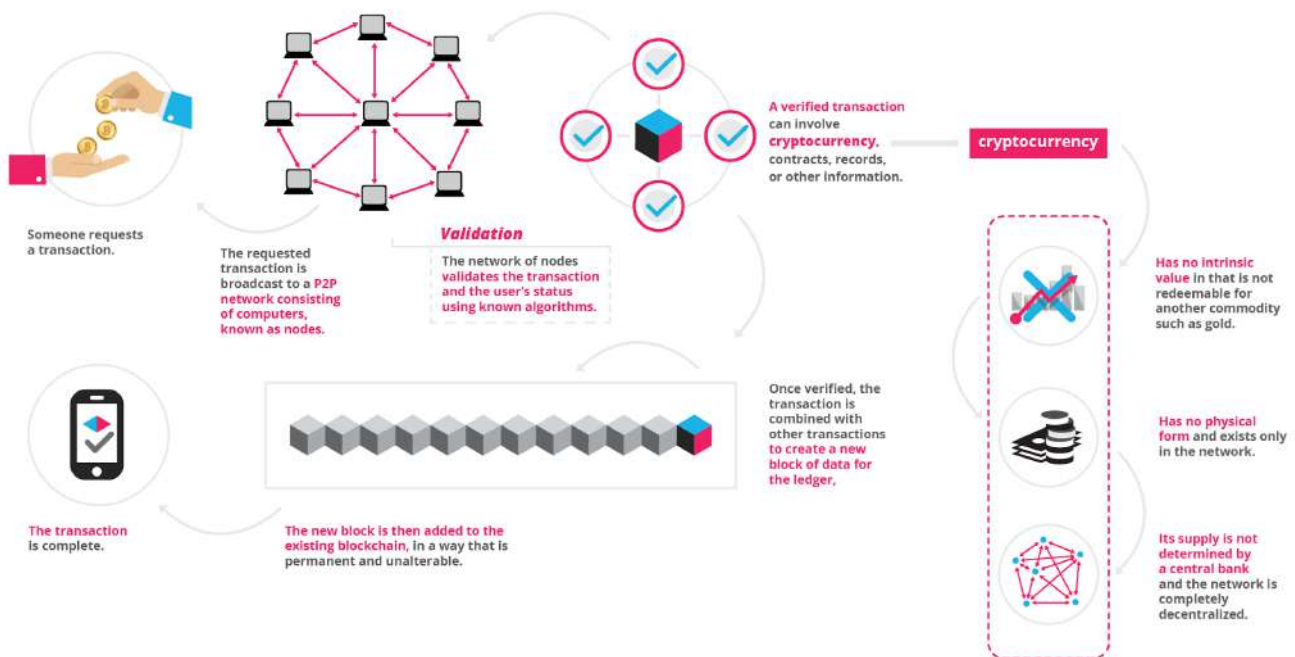 Someone requests
a transaction.
The requested
transaction is
broadcast to a P2P
network consisting
of computers,
known as nodes.
Validation
The network of nodes
validates the transaction
and the user's status
using known algorithms.
A verified transaction
can involve
cryptocurrency,
contracts, records,
or other information.
cryptocurrency
Has no intrinsic
value in that is not
redeemable for
another commodity
such as gold.
Has no physical
form and exists only
in the network.
Its supply is not
determined by
a central bank
and the network is
completely
decentralized.
Once verified, the
transaction is
combined with
other transactions
to create a new
block of data for
the ledger,
The new block is then added to the
existing blockchain, in a way that is
permanent and unalterable.
The transaction
is complete.